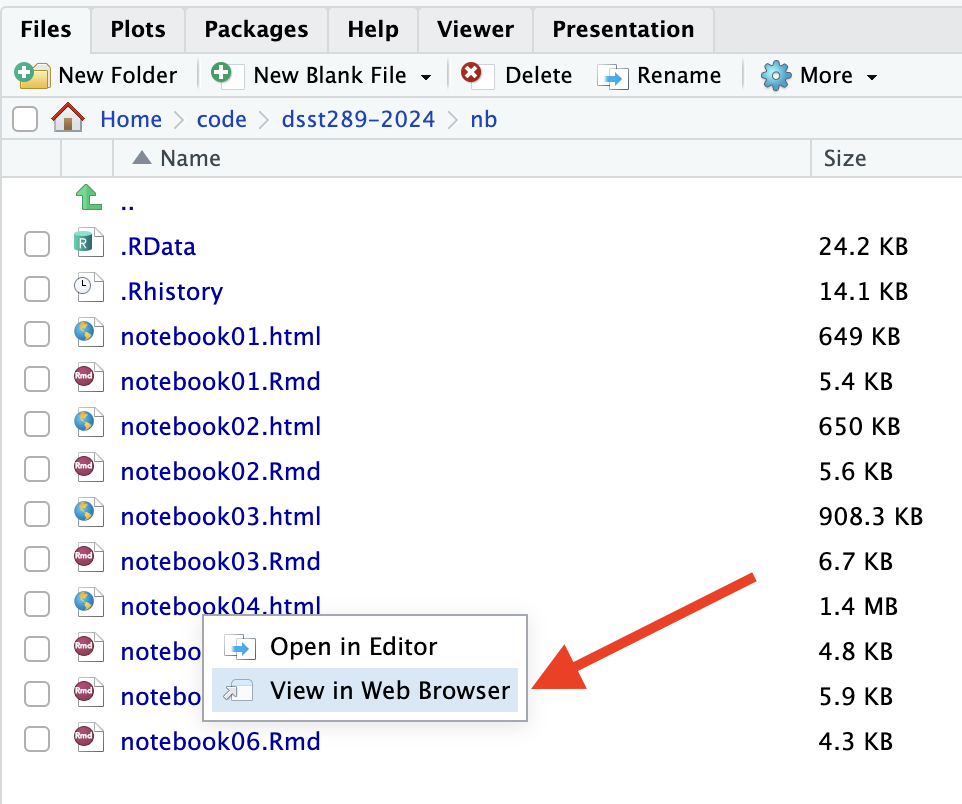 Files Plots Packages Help Viewer Presentation
New Folder New Blank File Delete Rename More
Home code dsst289-2024 nb
Name Size
..
.RData 24.2 KB
.Rhistory 14.1 KB
notebook01.html 649 KB
notebook01.Rmd 5.4 KB
notebook02.html 650 KB
notebook02.Rmd 5.6 KB
notebook03.html 908.3 KB
notebook03.Rmd 6.7 KB
notebook04.html 1.4 MB
Open in Editor
notebo 4.8 KB
View in Web Browser
notebo 5.9 KB
notebook06.Rmd 4.3 KB